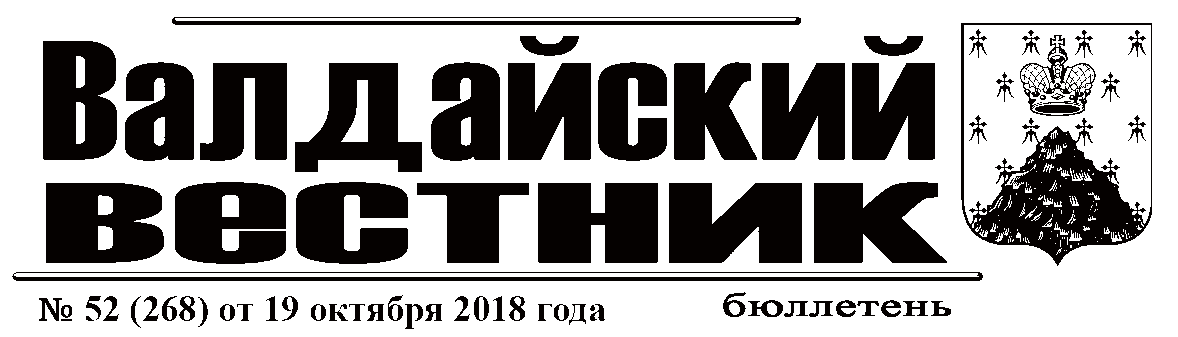 Валдайский
вестник
№ 52 (268) от 19 октября 2018 года бюллетень